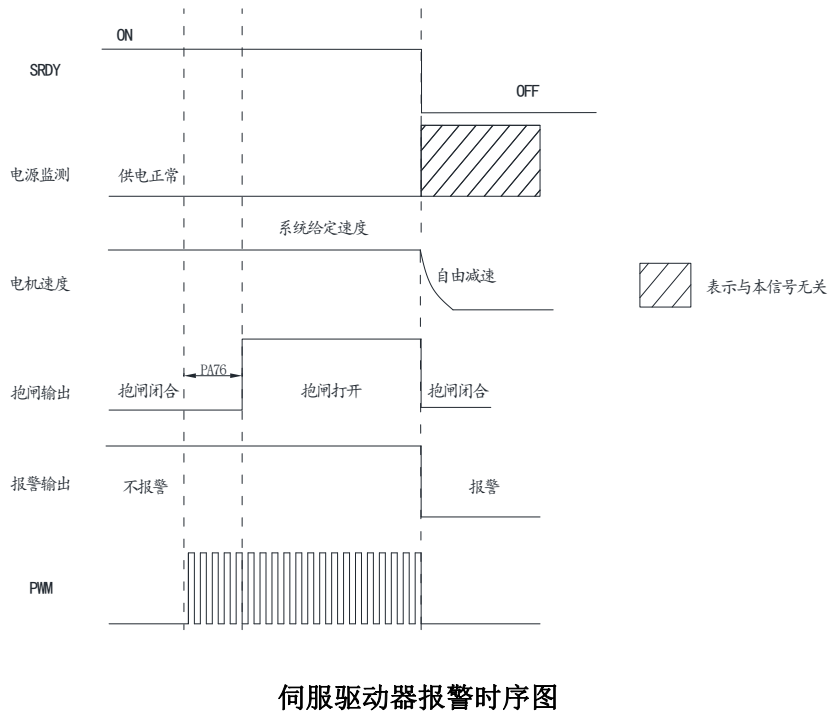 ON
SRDY
OFF
电源监测
供电正常
系统给定速度
电机速度
自由减速
表示与本信号无关
PA76
抱闸输出
抱闸闭合
抱闸打开
抱闸闭合
报警输出
不报警
报警
PWM
伺服驱动器报警时序图